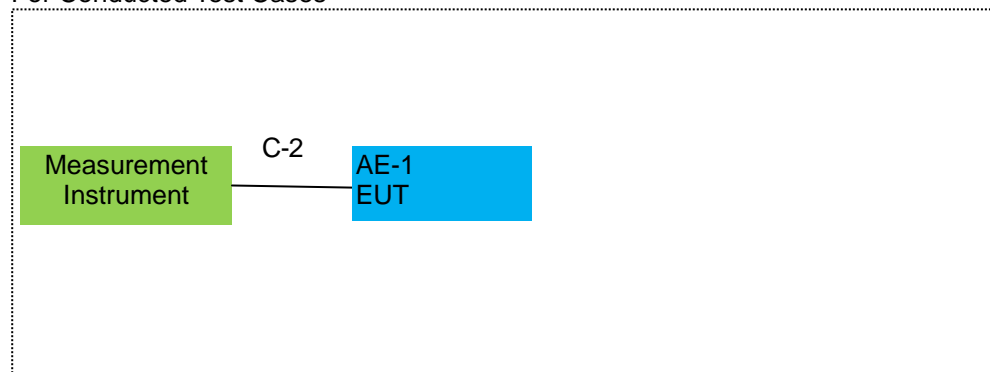 For Conducted Test Cases
C-2
Measurement
Instrument
AE-1
EUT